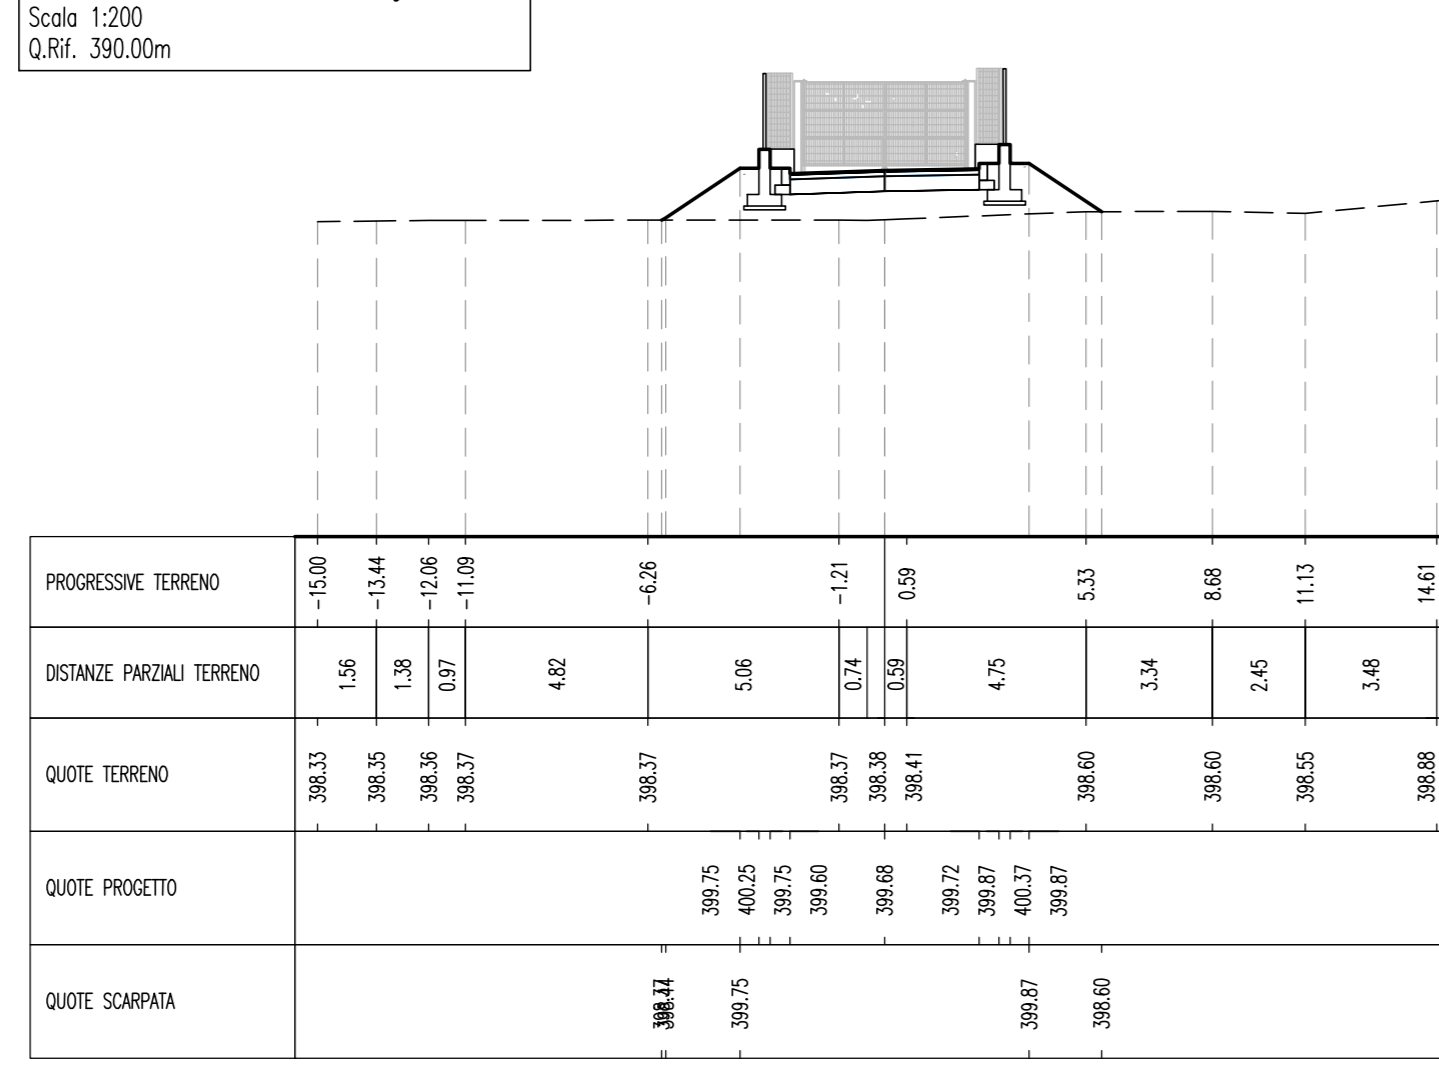 Scala 1:200
Q.Rif. 390.00m
PROGRESSIVE TERRENO -15.00 -13.44 -12.06 -11.09 -6.26 -1.21 0.59 5.33 8.68 11.13 14.61
DISTANZE PARZIALI TERRENO 1.56 1.38 0.97 4.82 5.06 0.74 0.59 4.75 3.34 2.45 3.48
QUOTE TERRENO 398.33 398.35 398.36 398.37 398.37 398.37 398.38 398.41 398.60 398.60 398.55 398.88
QUOTE PROGETTO 399.75 400.25 399.75 399.60 399.68 399.72 399.87 400.37 399.87
QUOTE SCARPATA 398.44 399.75 399.87 398.60